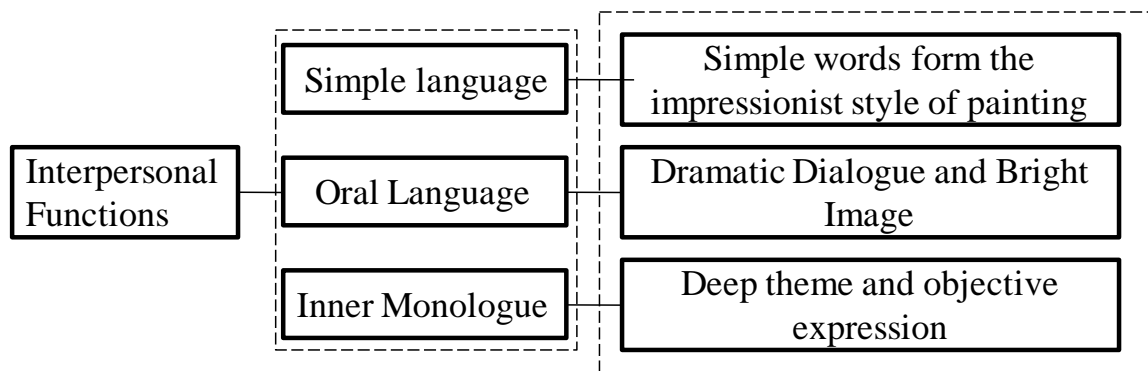 Interpersonal
Functions
Simple language
Oral Language
Inner Monologue
Simple words form the
impressionist style of painting
Dramatic Dialogue and Bright
Image
Deep theme and objective
expression